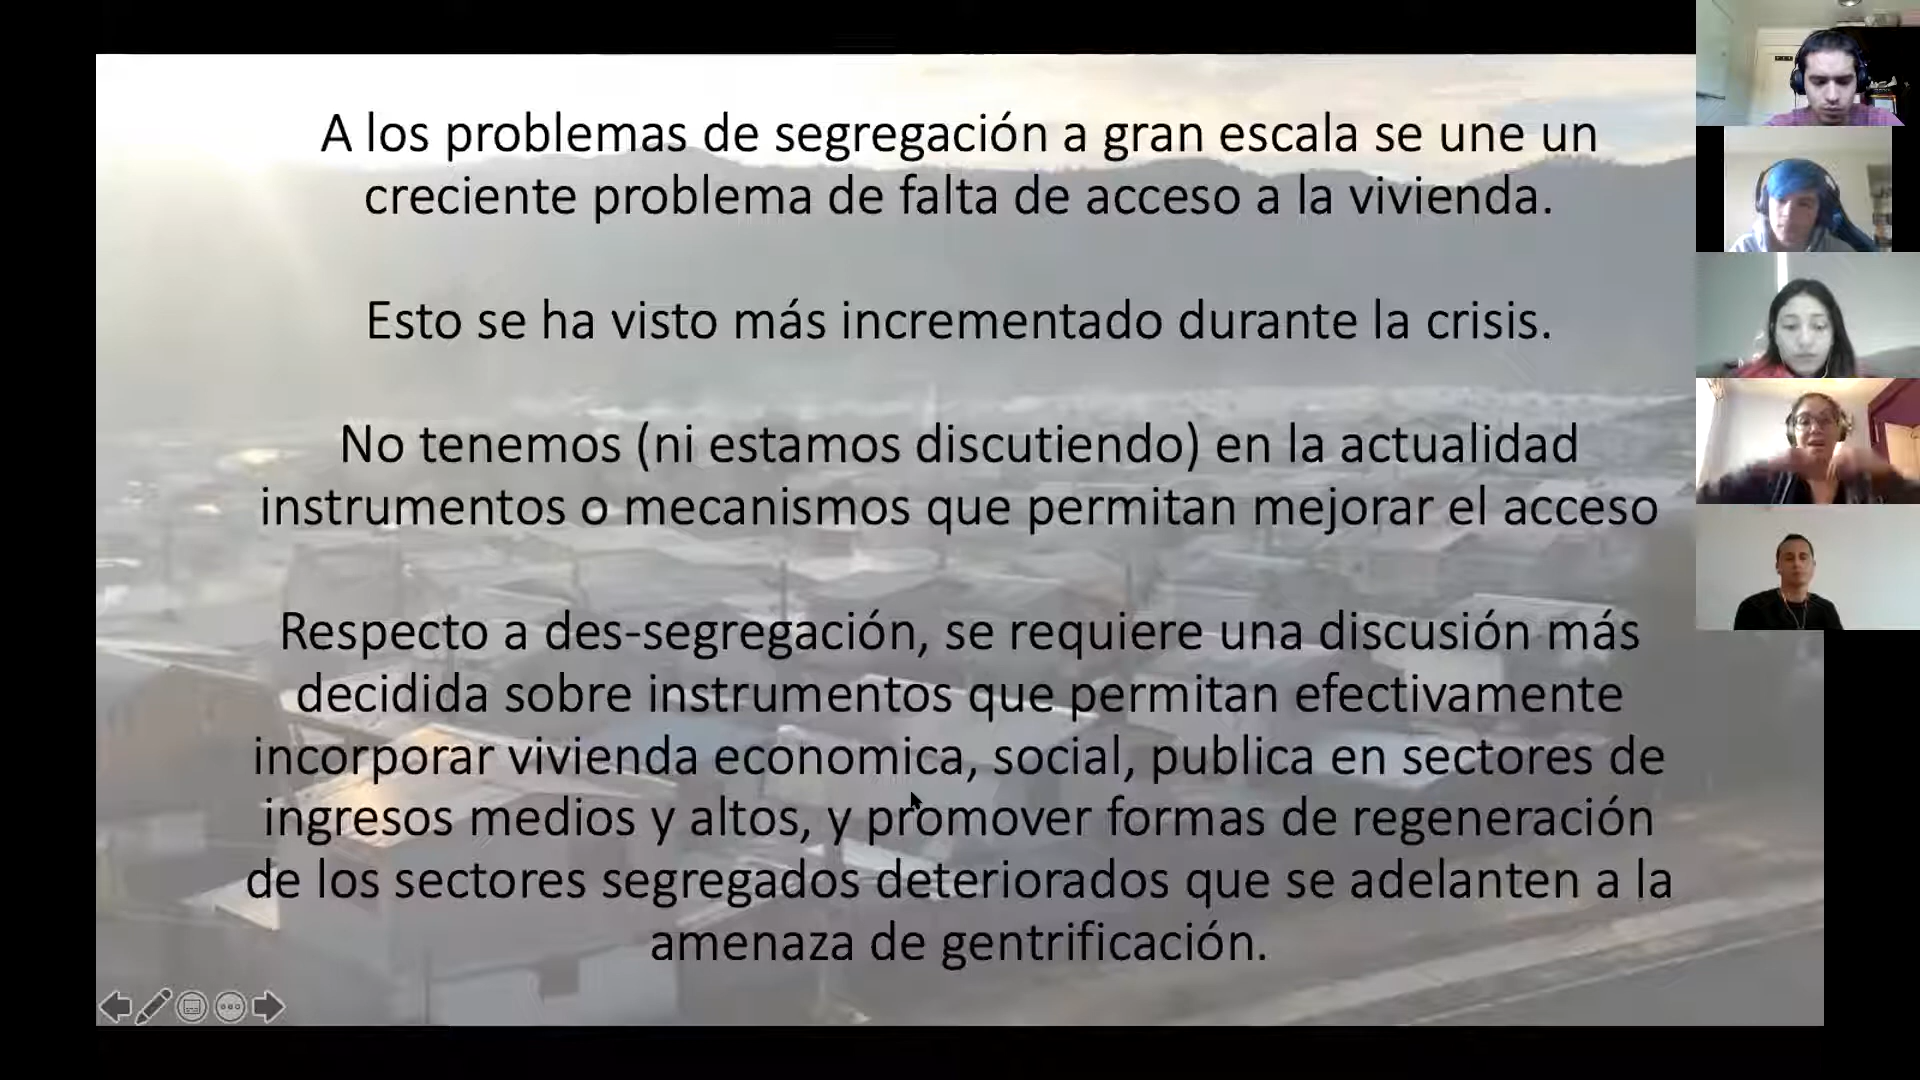 A los problemas de segregación a gran escala se une un
creciente problema de falta de acceso a la vivienda.
Esto se ha visto más incrementado durante la crisis.
No tenemos (ni estamos discutiendo) en la actualidad
instrumentos o mecanismos que permitan mejorar el acceso
Respecto a des-segregación, se requiere una discusión más
decidida sobre instrumentos que permitan efectivamente
incorporar vivienda economica, social, publica en sectores de
ingresos medios y altos, y promover formas de regeneración
de los sectores segregados deteriorados que se adelanten a la
amenaza de gentrificación.